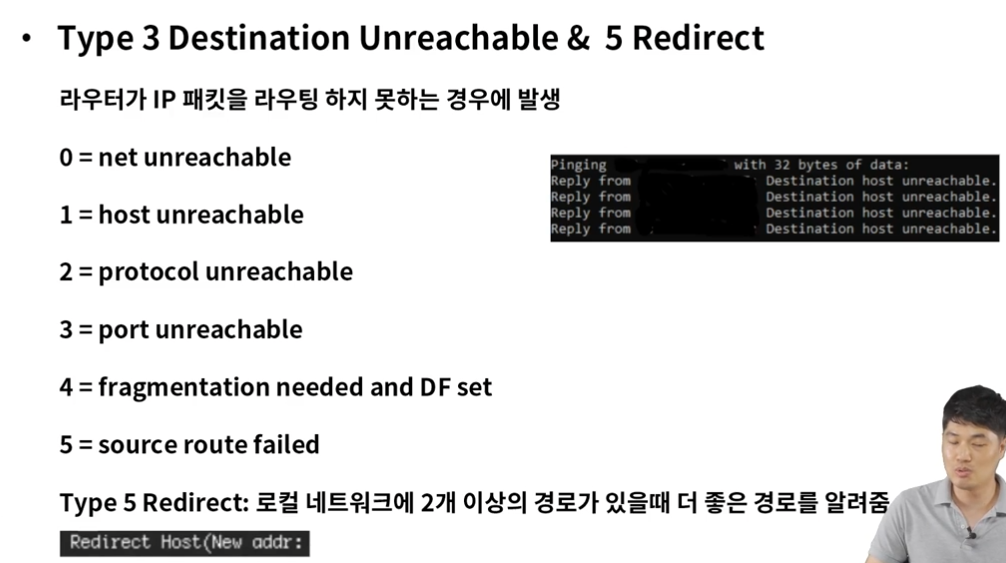 • Type 3 Destination Unreachable & 5 Redirect
라우터가 IP 패킷을 라우팅 하지 못하는 경우에 발생
0 = net unreachable
Pinging with 32 bytes of data:
Reply from Destination host unreachable.
Reply from Destination host unreachable.
Reply from Destination host unreachable.
Reply from Destination host unreachable.
1 = host unreachable
2 = protocol unreachable
3 = port unreachable
4 = fragmentation needed and DF set
5 = source route failed
Type 5 Redirect: 로컬 네트워크에 2개 이상의 경로가 있을때 더 좋은 경로를 알려줌
Redirect Host(New addr: